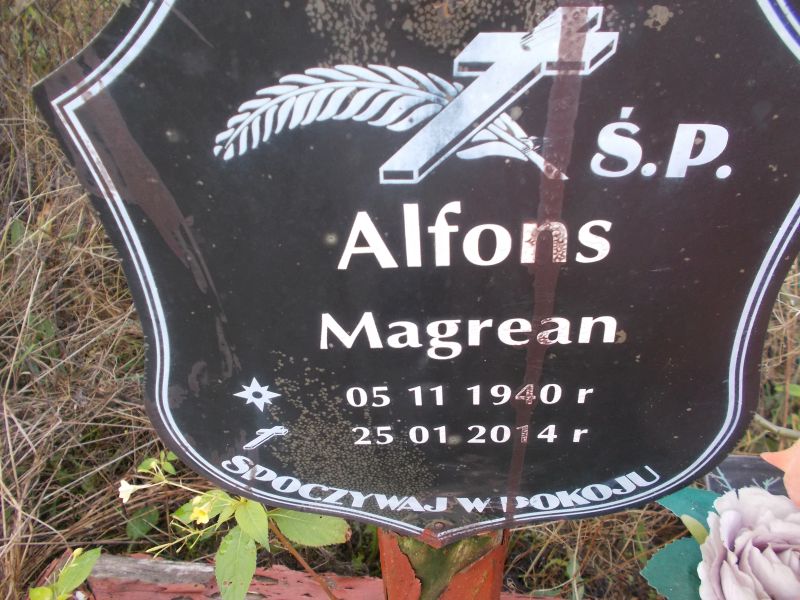 Ś.P.
Alfons
Magrean
05 11 1940 r
25 01 2014 r
SPOCZYWAJ W POKOJU